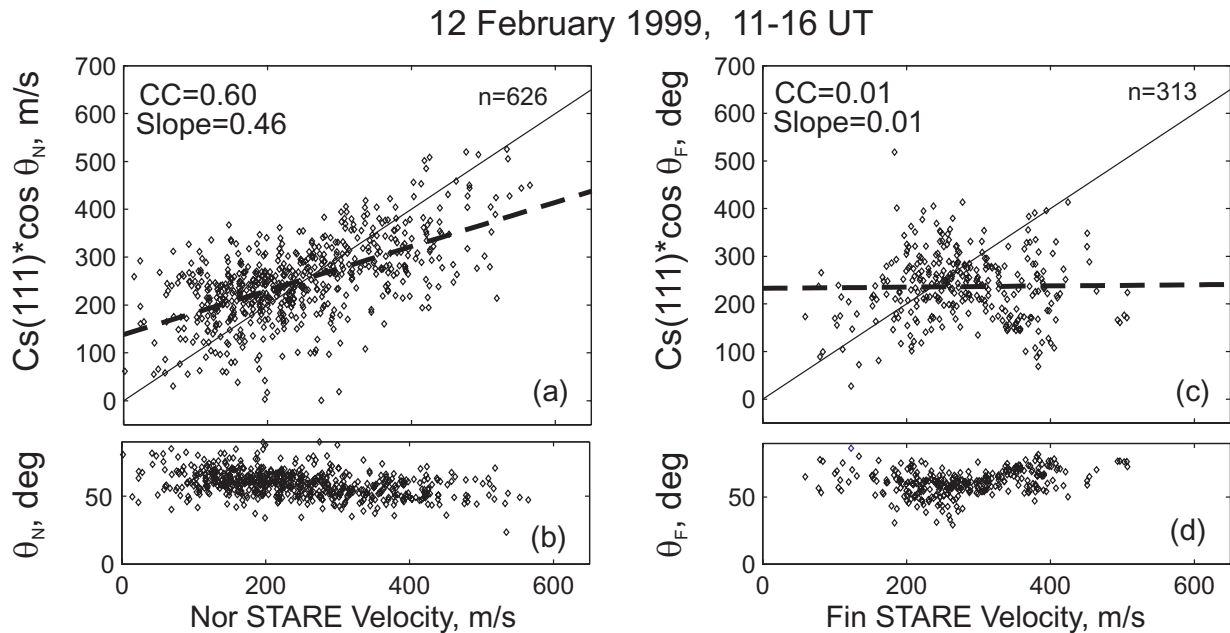 12 February 1999, 11-16 UT
Cs(111)*cos θN, m/s
700
600
500
400
300
200
100
0
CC=0.60
Slope=0.46
n=626
(a)
Cs(111)*cos θF, deg
700
600
500
400
300
200
100
0
CC=0.01
Slope=0.01
n=313
(c)
θN, deg
50
0
(b)
0 200 400 600
Nor STARE Velocity, m/s
θF, deg
50
0
(d)
0 200 400 600
Fin STARE Velocity, m/s